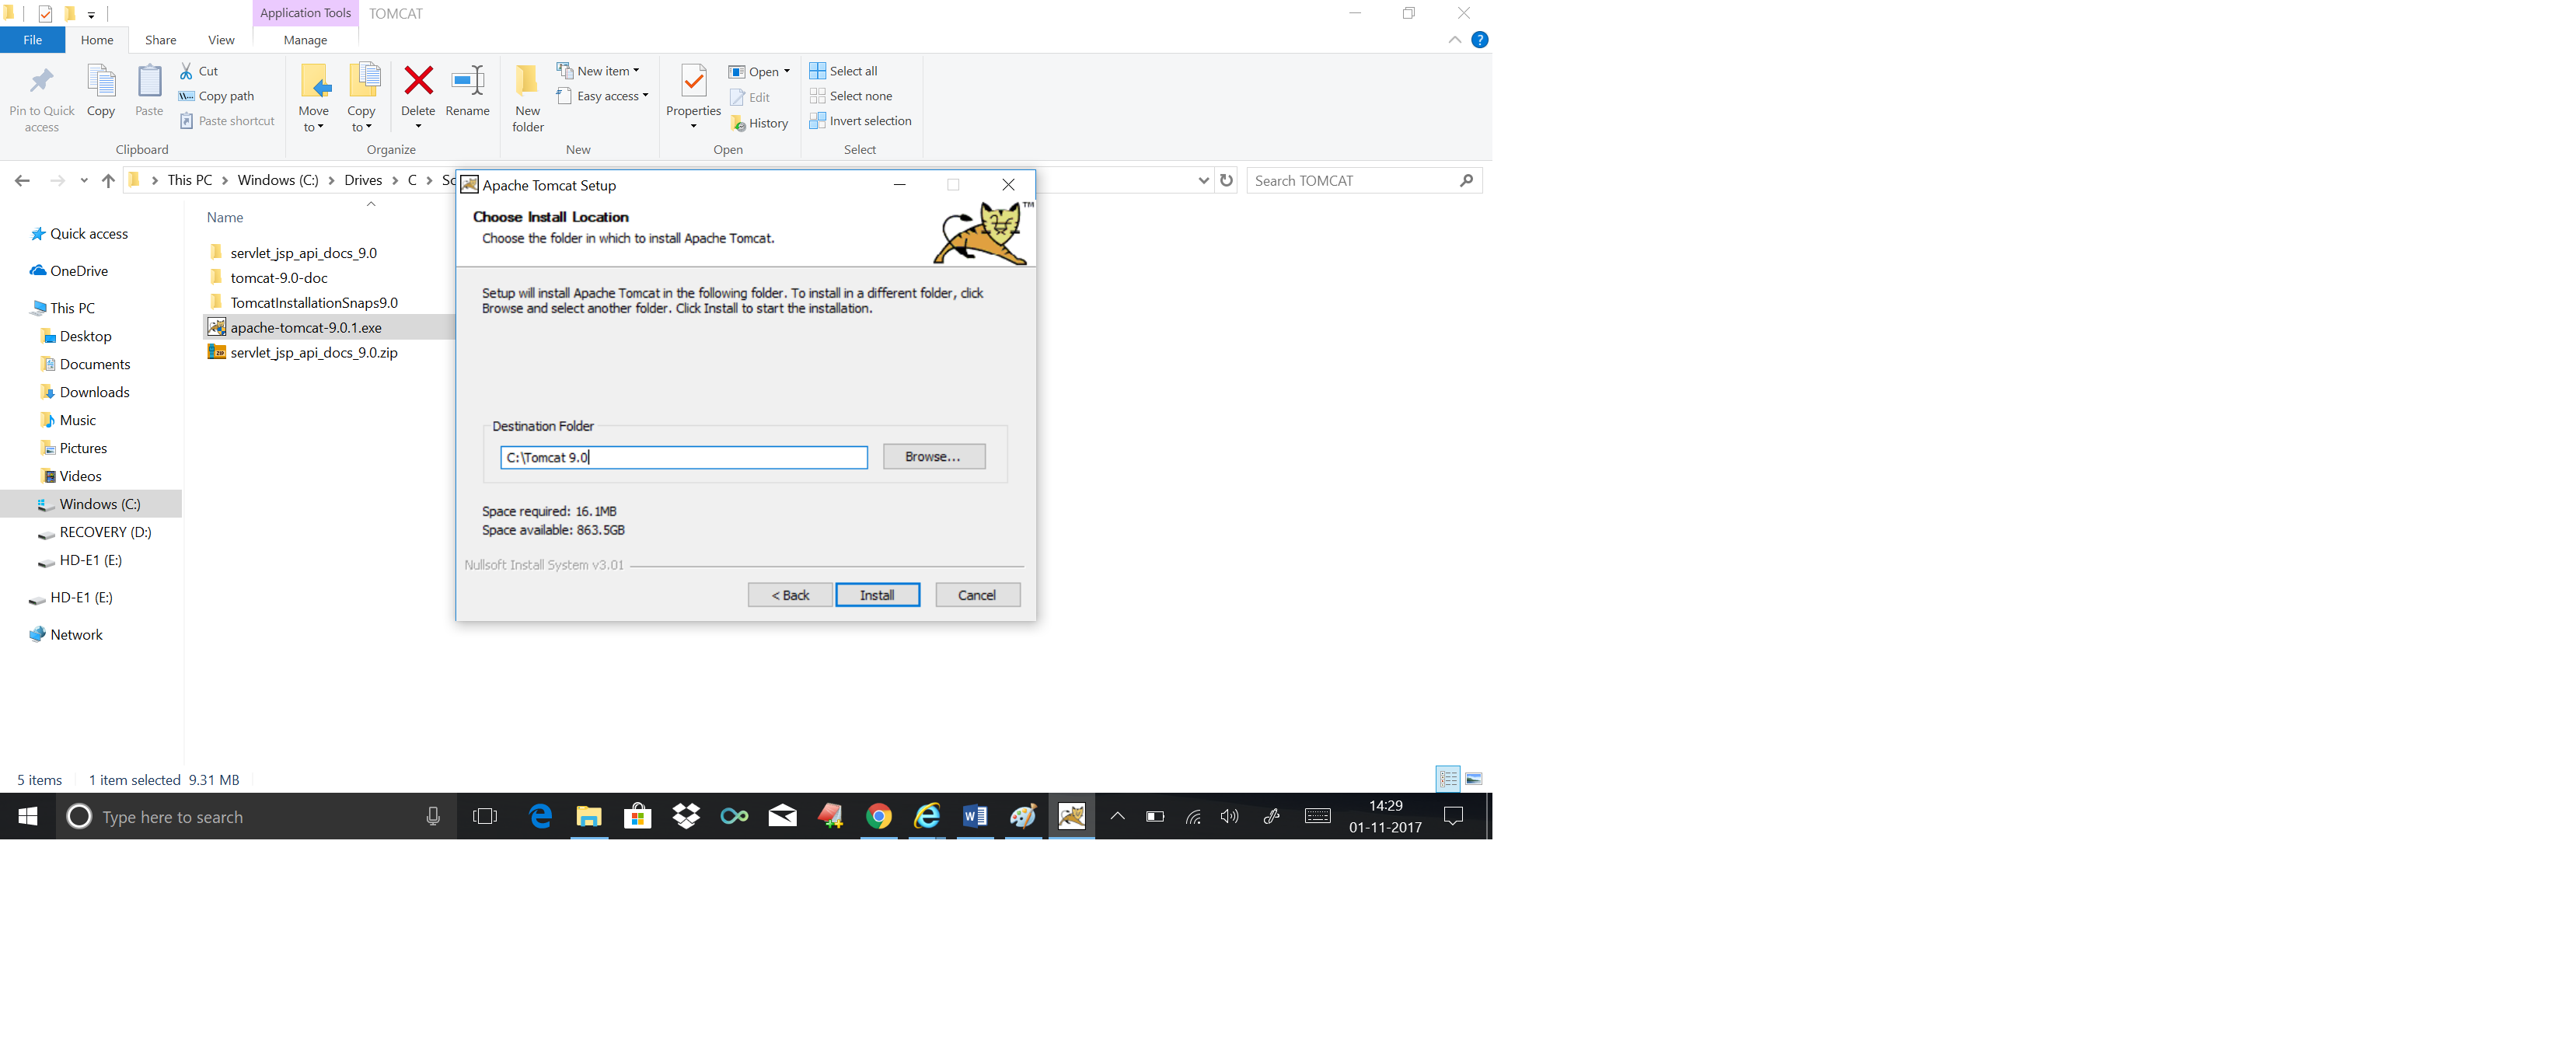 Application Tools TOMCAT
File Home Share View Manage
Pin to Quick access
Copy
Paste
Cut
Copy path
Paste shortcut
Clipboard
Move to
Copy to
Delete
Rename
Organize
New folder
New item
Easy access
New
Properties
Open
Edit
History
Open
Select all
Select none
Invert selection
Select
This PC > Windows (C:) > Drives > C >
Search TOMCAT
Quick access
OneDrive
This PC
Desktop
Documents
Downloads
Music
Pictures
Videos
Windows (C:)
RECOVERY (D:)
HD-E1 (E:)
HD-E1 (E:)
Network
Name
servlet_jsp_api_docs_9.0
tomcat-9.0-doc
TomcatInstallationSnaps9.0
apache-tomcat-9.0.1.exe
servlet_jsp_api_docs_9.0.zip
Apache Tomcat Setup
Choose Install Location
Choose the folder in which to install Apache Tomcat.
TM
Setup will install Apache Tomcat in the following folder. To install in a different folder, click
Browse and select another folder. Click Install to start the installation.
Destination Folder
C:\Tomcat 9.0
Browse...
Space required: 16.1MB
Space available: 863.5GB
Nullsoft Install System v3.01
< Back Install Cancel
5 items 1 item selected 9.31 MB
Type here to search
14:29
01-11-2017